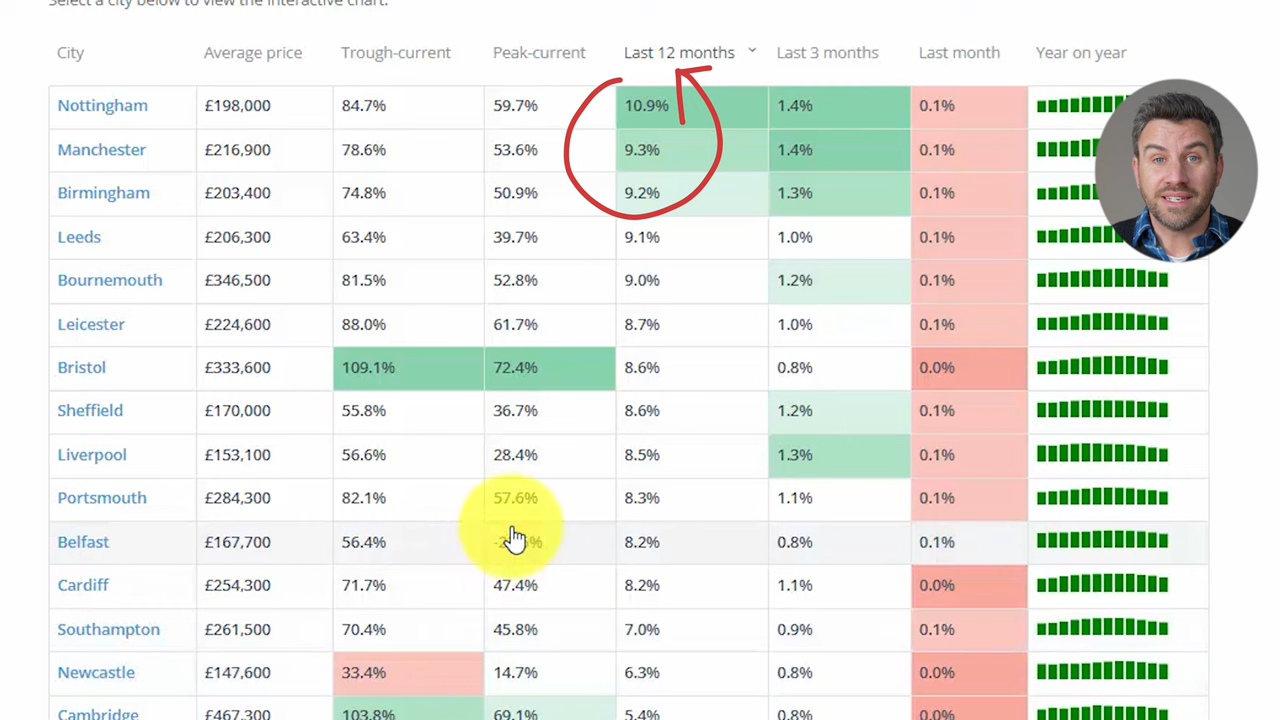 Select a city below to view the interactive chart.
City Average price Trough-current Peak-current Last 12 months Last 3 months Last month Year on year
Nottingham £198,000 84.7% 59.7% 10.9% 1.4% 0.1%
Manchester £216,900 78.6% 53.6% 9.3% 1.4% 0.1%
Birmingham £203,400 74.8% 50.9% 9.2% 1.3% 0.1%
Leeds £206,300 63.4% 39.7% 9.1% 1.0% 0.1%
Bournemouth £346,500 81.5% 52.8% 9.0% 1.2% 0.1%
Leicester £224,600 88.0% 61.7% 8.7% 1.0% 0.1%
Bristol £333,600 109.1% 72.4% 8.6% 0.8% 0.0%
Sheffield £170,000 55.8% 36.7% 8.6% 1.2% 0.1%
Liverpool £153,100 56.6% 28.4% 8.5% 1.3% 0.1%
Portsmouth £284,300 82.1% 57.6% 8.3% 1.1% 0.1%
Belfast £167,700 56.4% 8.2% 0.8% 0.1%
Cardiff £254,300 71.7% 47.4% 8.2% 1.1% 0.0%
Southampton £261,500 70.4% 45.8% 7.0% 0.9% 0.1%
Newcastle £147,600 33.4% 14.7% 6.3% 0.8% 0.0%
Cambridge £467,300 103.8% 69.1% 5.4% 0.8% 0.0%